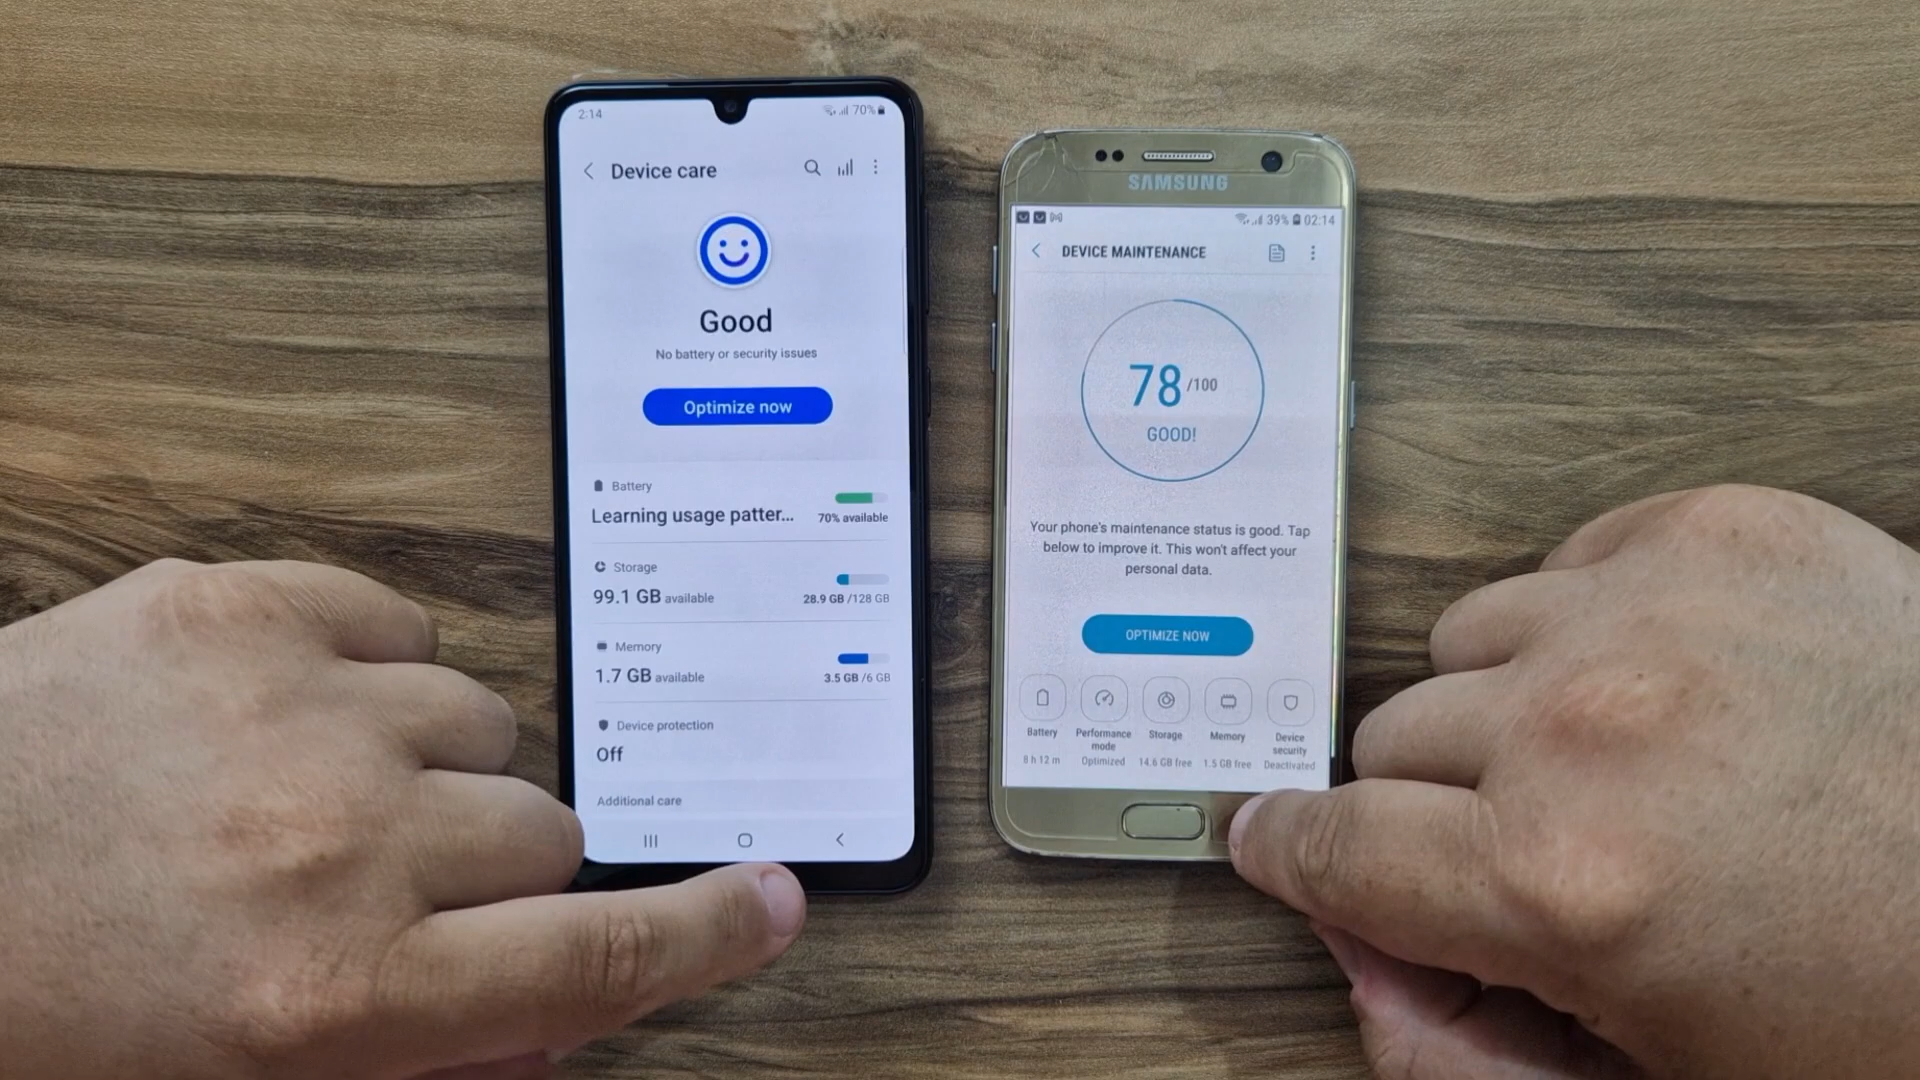 2:14
70%
Device care
Good
No battery or security issues
Optimize now
Battery
Learning usage patter...
70% available
Storage
99.1 GB available
28.9 GB /128 GB
Memory
1.7 GB available
3.5 GB /6 GB
Device protection
Off
Additional care
SAMSUNG
39% 02:14
DEVICE MAINTENANCE
78 /100
GOOD!
Your phone's maintenance status is good. Tap
below to improve it. This won't affect your
personal data.
OPTIMIZE NOW
Battery
8 h 12 m
Performance
mode
Optimized
Storage
14.6 GB free
Memory
1.5 GB free
Device
security
Deactivated